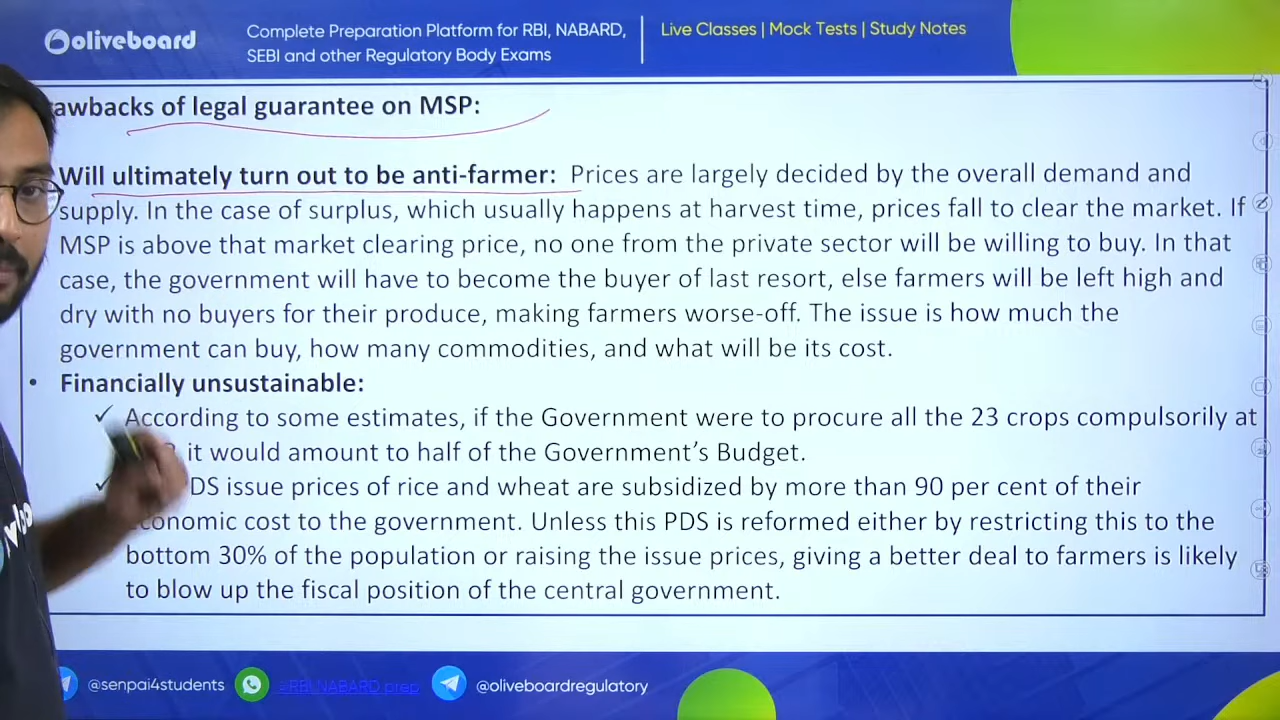 oliveboard
Complete Preparation Platform for RBI, NABARD,
SEBI and other Regulatory Body Exams
Live Classes | Mock Tests | Study Notes
awbacks of legal guarantee on MSP:
Will ultimately turn out to be anti-farmer: Prices are largely decided by the overall demand and
supply. In the case of surplus, which usually happens at harvest time, prices fall to clear the market. If
MSP is above that market clearing price, no one from the private sector will be willing to buy. In that
case, the government will have to become the buyer of last resort, else farmers will be left high and
dry with no buyers for their produce, making farmers worse-off. The issue is how much the
government can buy, how many commodities, and what will be its cost.
• Financially unsustainable:
✓ According to some estimates, if the Government were to procure all the 23 crops compulsorily at
it would amount to half of the Government's Budget.
✓ DS issue prices of rice and wheat are subsidized by more than 90 per cent of their
conomic cost to the government. Unless this PDS is reformed either by restricting this to the
bottom 30% of the population or raising the issue prices, giving a better deal to farmers is likely
to blow up the fiscal position of the central government.
@senpai4students
@RBI NABARD prep
@oliveboardregulatory